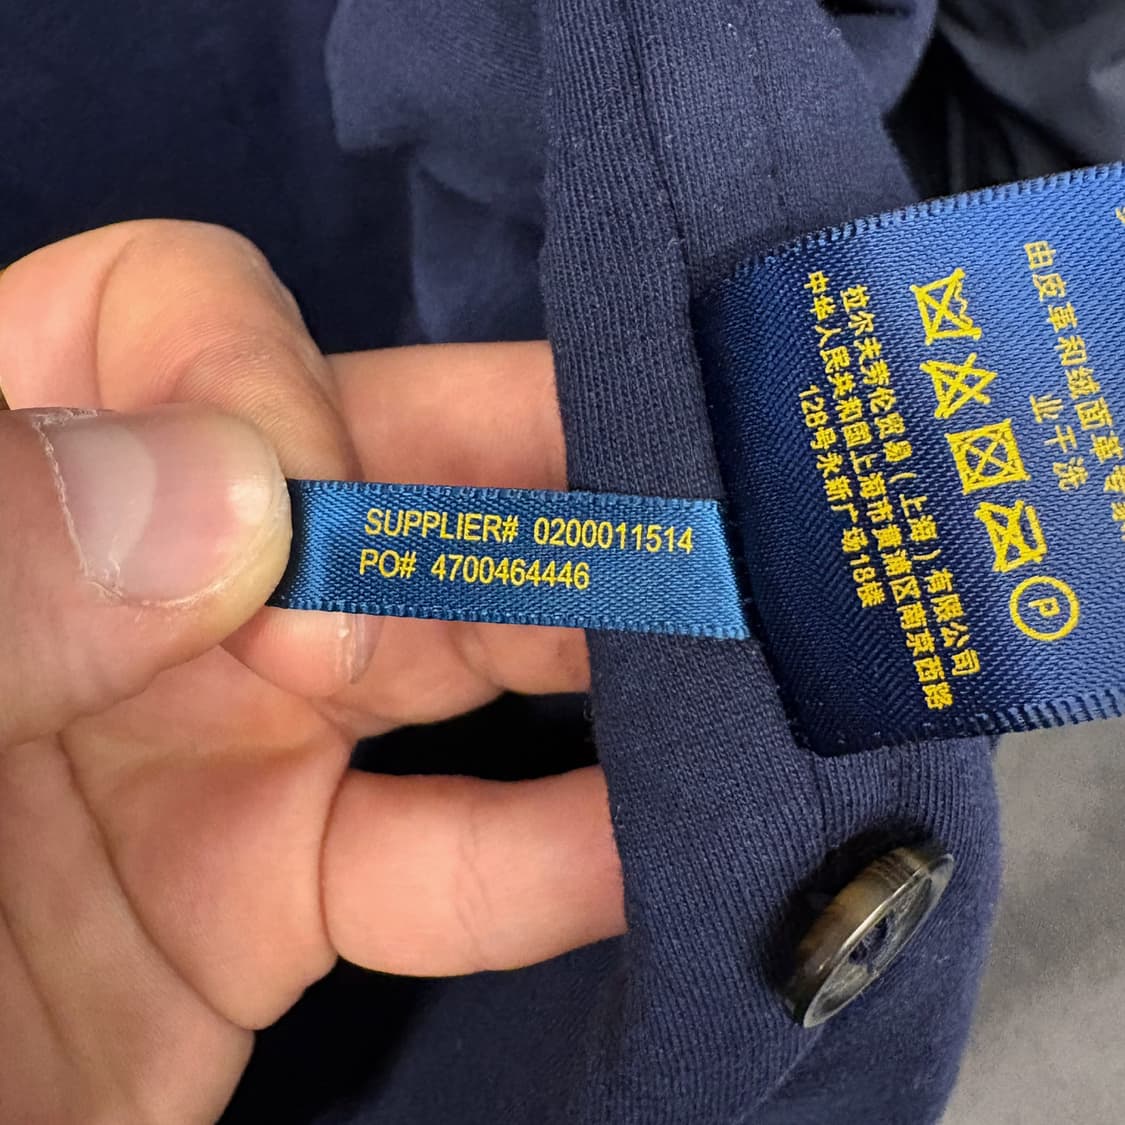 SUPPLIER# 0200011514
PO# 4700464446
由皮革和绒面革专
业干洗
P
拉尔夫劳伦贸易（上海）有限公司
中华人民共和国上海市黄浦区南京西路
128号永新广场18楼